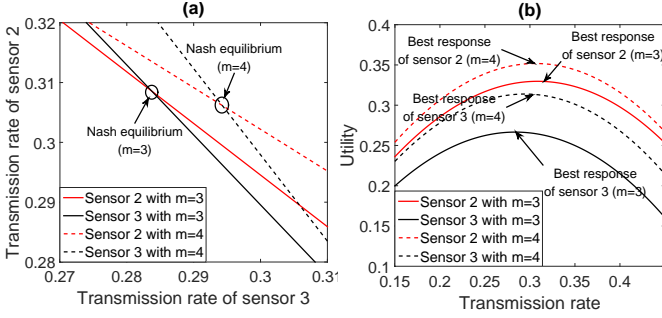 (a)
Transmission rate of sensor 2
0.32
0.31
0.3
0.29
0.28
0.27
0.28
0.29
0.3
0.31
Transmission rate of sensor 3
Nash equilibrium
(m=4)
Nash equilibrium
(m=3)
Sensor 2 with m=3
Sensor 3 with m=3
Sensor 2 with m=4
Sensor 3 with m=4
(b)
Utility
0.4
0.35
0.3
0.25
0.2
0.15
0.1
0.15
0.2
0.3
0.4
Transmission rate
Best response
of sensor 2 (m=4)
Best response
of sensor 2 (m=3)
Best response
of sensor 3 (m=4)
Best response
of sensor 3 (m=3)
Sensor 2 with m=3
Sensor 3 with m=3
Sensor 2 with m=4
Sensor 3 with m=4